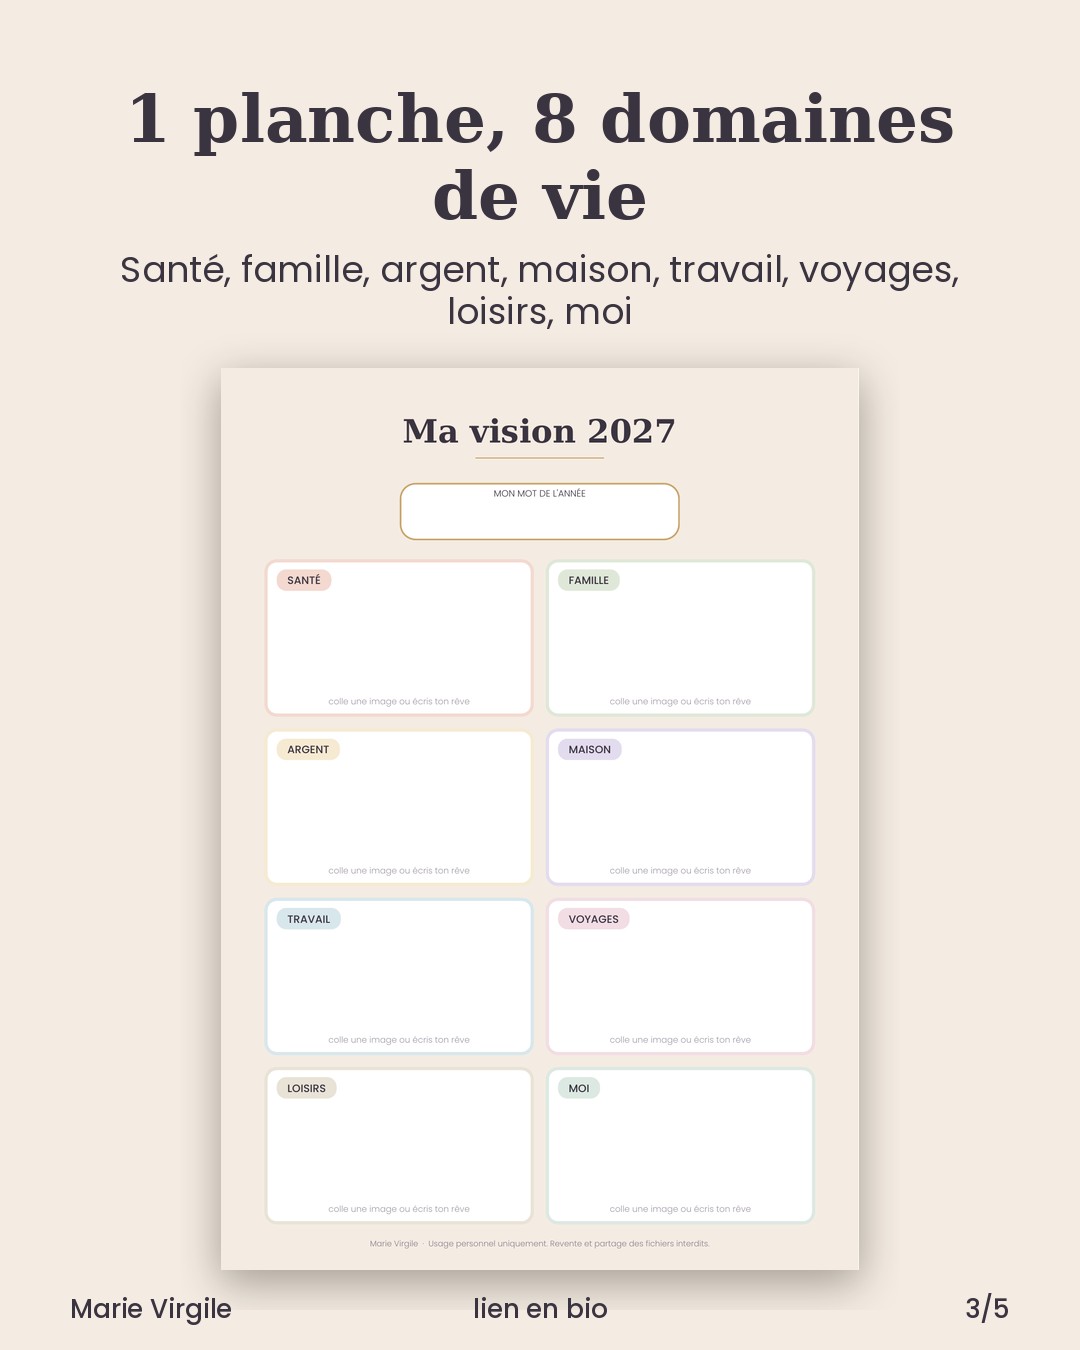 1 planche, 8 domaines
de vie
Santé, famille, argent, maison, travail, voyages,
loisirs, moi
Ma vision 2027
MON MOT DE L'ANNÉE
SANTÉ
colle une image ou écris ton rêve
FAMILLE
colle une image ou écris ton rêve
ARGENT
colle une image ou écris ton rêve
MAISON
colle une image ou écris ton rêve
TRAVAIL
colle une image ou écris ton rêve
VOYAGES
colle une image ou écris ton rêve
LOISIRS
colle une image ou écris ton rêve
MOI
colle une image ou écris ton rêve
Marie Virgile · Usage personnel uniquement. Revente et partage des fichiers interdits.
Marie Virgile
lien en bio
3/5